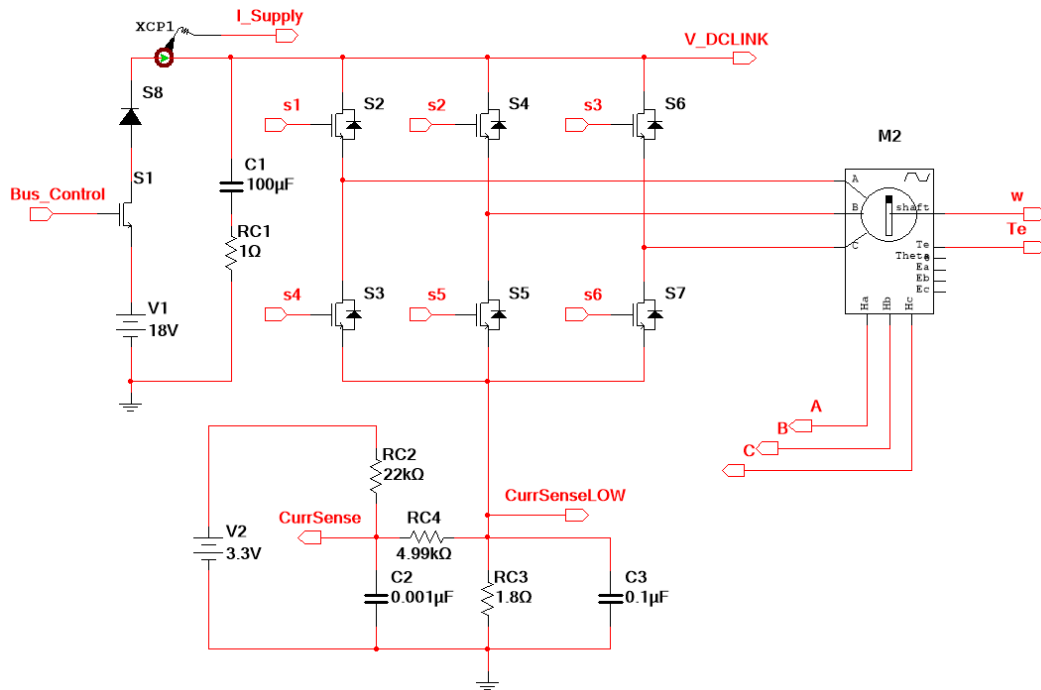 I_Supply
XCP1
V_DCLINK
S8
s1
S2
s2
S4
s3
S6
M2
C1
100µF
S1
Bus_Control
RC1
1Ω
A
B
C
shaft
w
Te
Te
Theta
Ea
Eb
Ec
Ha
Hb
Hc
s4
S3
s5
S5
s6
S7
V1
18V
A
B
C
RC2
22kΩ
CurrSenseLOW
CurrSense
RC4
4.99kΩ
V2
3.3V
C2
0.001µF
RC3
1.8Ω
C3
0.1µF